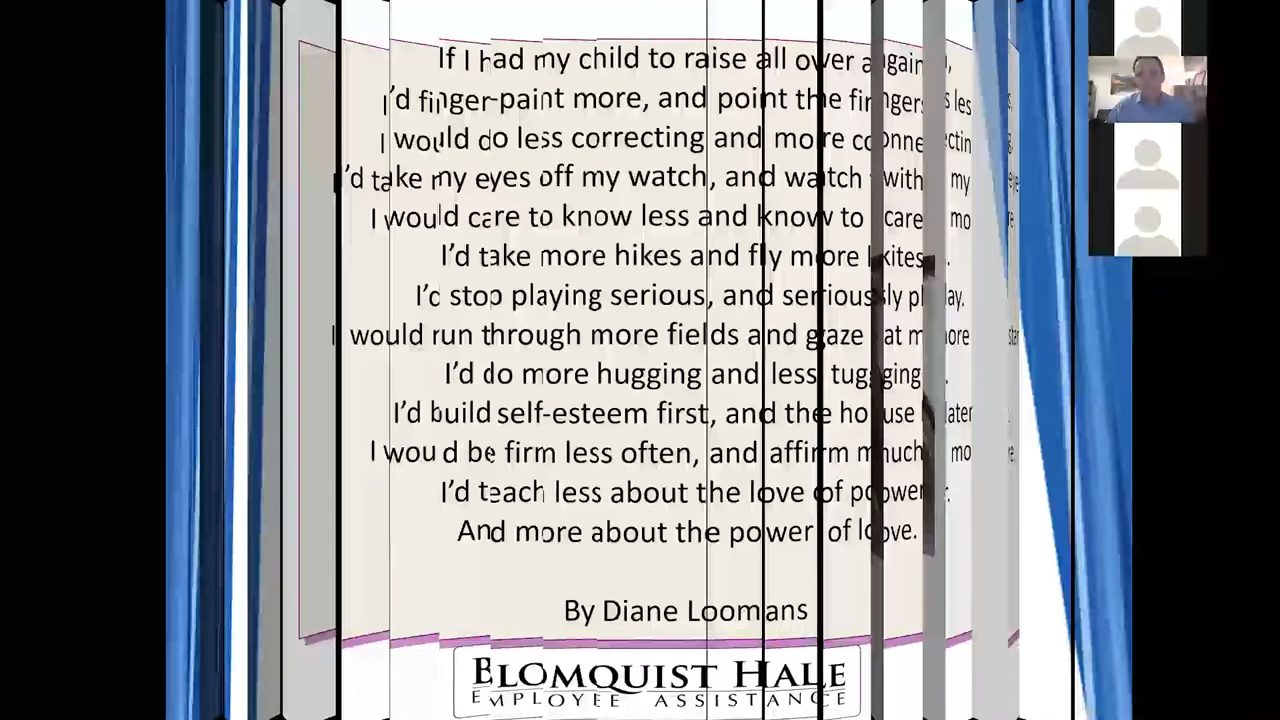 If I had my child to raise all over again,
I'd finger-paint more, and point the finger less
I would do less correcting and more connecting.
I'd take my eyes off my watch, and watch with my
I would care to know less and know to care more.
I'd take more hikes and fly more kites.
I'd stop playing serious, and seriously play.
I would run through more fields and gaze at more
I'd do more hugging and less tugging.
I'd build self-esteem first, and the house later.
I would be firm less often, and affirm much more.
I'd teach less about the love of power.
And more about the power of love.
By Diane Loomans
BLOMQUIST HALE
EMPLOYEE ASSISTANCE